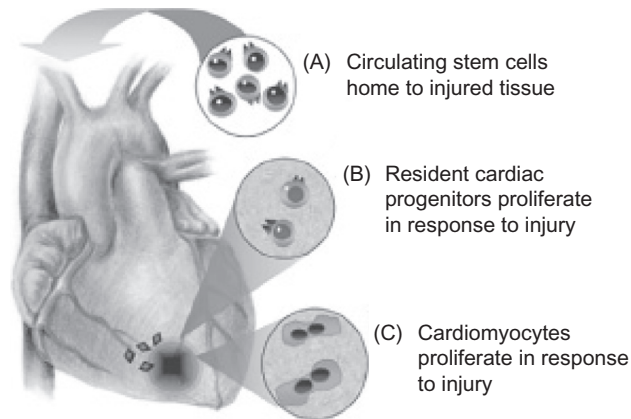 (A) Circulating stem cells
home to injured tissue
(B) Resident cardiac
progenitors proliferate
in response to injury
(C) Cardiomyocytes
proliferate in response
to injury